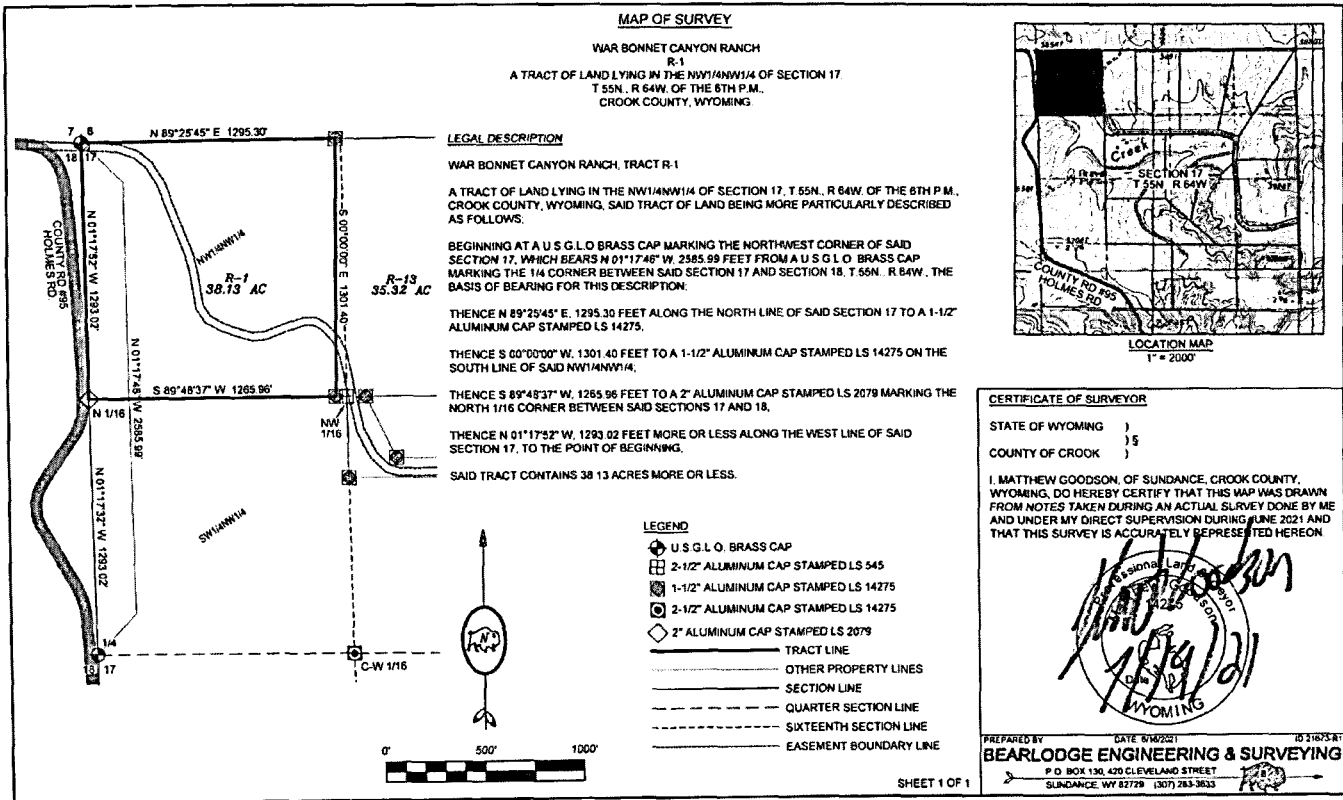 MAP OF SURVEY
WAR BONNET CANYON RANCH
R-1
A TRACT OF LAND LYING IN THE NW1/4NW1/4 OF SECTION 17,
T 55N., R 64W. OF THE 6TH P.M.,
CROOK COUNTY, WYOMING
7 8
18 17
N 89°25'45" E 1295.30'
COUNTY RD. #95
HOLMES RD
N 01°17'52" W 1293.02'
N 01°17'46" W 2585.99'
NW1/4NW1/4
R-1
38.13 AC
S 00°00'00" E 1301.40'
R-13
35.32 AC
S 89°48'37" W 1265.96'
N 1/16
NW
1/16
N 01°17'32" W 1293.02'
SW1/4NW1/4
1/4
18 17
C-W 1/16
LEGAL DESCRIPTION
WAR BONNET CANYON RANCH, TRACT R-1
A TRACT OF LAND LYING IN THE NW1/4NW1/4 OF SECTION 17, T 55N., R 64W. OF THE 6TH P.M.,
CROOK COUNTY, WYOMING, SAID TRACT OF LAND BEING MORE PARTICULARLY DESCRIBED
AS FOLLOWS;
BEGINNING AT A U S G.L.O BRASS CAP MARKING THE NORTHWEST CORNER OF SAID
SECTION 17, WHICH BEARS N 01°17'46" W, 2585.99 FEET FROM A U S G L O BRASS CAP
MARKING THE 1/4 CORNER BETWEEN SAID SECTION 17 AND SECTION 18, T.55N., R 64W., THE
BASIS OF BEARING FOR THIS DESCRIPTION;
THENCE N 89°25'45" E, 1295.30 FEET ALONG THE NORTH LINE OF SAID SECTION 17 TO A 1-1/2"
ALUMINUM CAP STAMPED LS 14275,
THENCE S 00°00'00" W, 1301.40 FEET TO A 1-1/2" ALUMINUM CAP STAMPED LS 14275 ON THE
SOUTH LINE OF SAID NW1/4NW1/4;
THENCE S 89°48'37" W, 1265.96 FEET TO A 2" ALUMINUM CAP STAMPED LS 2079 MARKING THE
NORTH 1/16 CORNER BETWEEN SAID SECTIONS 17 AND 18,
THENCE N 01°17'52" W, 1293.02 FEET MORE OR LESS ALONG THE WEST LINE OF SAID
SECTION 17, TO THE POINT OF BEGINNING,
SAID TRACT CONTAINS 38 13 ACRES MORE OR LESS.
LEGEND
U.S.G.L.O. BRASS CAP
2-1/2" ALUMINUM CAP STAMPED LS 545
1-1/2" ALUMINUM CAP STAMPED LS 14275
2-1/2" ALUMINUM CAP STAMPED LS 14275
2" ALUMINUM CAP STAMPED LS 2079
TRACT LINE
OTHER PROPERTY LINES
SECTION LINE
QUARTER SECTION LINE
SIXTEENTH SECTION LINE
EASEMENT BOUNDARY LINE
N
0' 500' 1000'
SHEET 1 OF 1
Creek
SECTION 17
T 55N R 64W
COUNTY RD #95
HOLMES RD
LOCATION MAP
1" = 2000'
CERTIFICATE OF SURVEYOR
STATE OF WYOMING )
) §
COUNTY OF CROOK )
I, MATTHEW GOODSON, OF SUNDANCE, CROOK COUNTY,
WYOMING, DO HEREBY CERTIFY THAT THIS MAP WAS DRAWN
FROM NOTES TAKEN DURING AN ACTUAL SURVEY DONE BY ME
AND UNDER MY DIRECT SUPERVISION DURING JUNE 2021 AND
THAT THIS SURVEY IS ACCURATELY REPRESENTED HEREON
Professional Land Surveyor
14275
Date
WYOMING
PREPARED BY DATE 6/16/2021 ID 21673-R1
BEARLODGE ENGINEERING & SURVEYING
P O BOX 130, 420 CLEVELAND STREET
SUNDANCE, WY 82729 (307) 283-3633